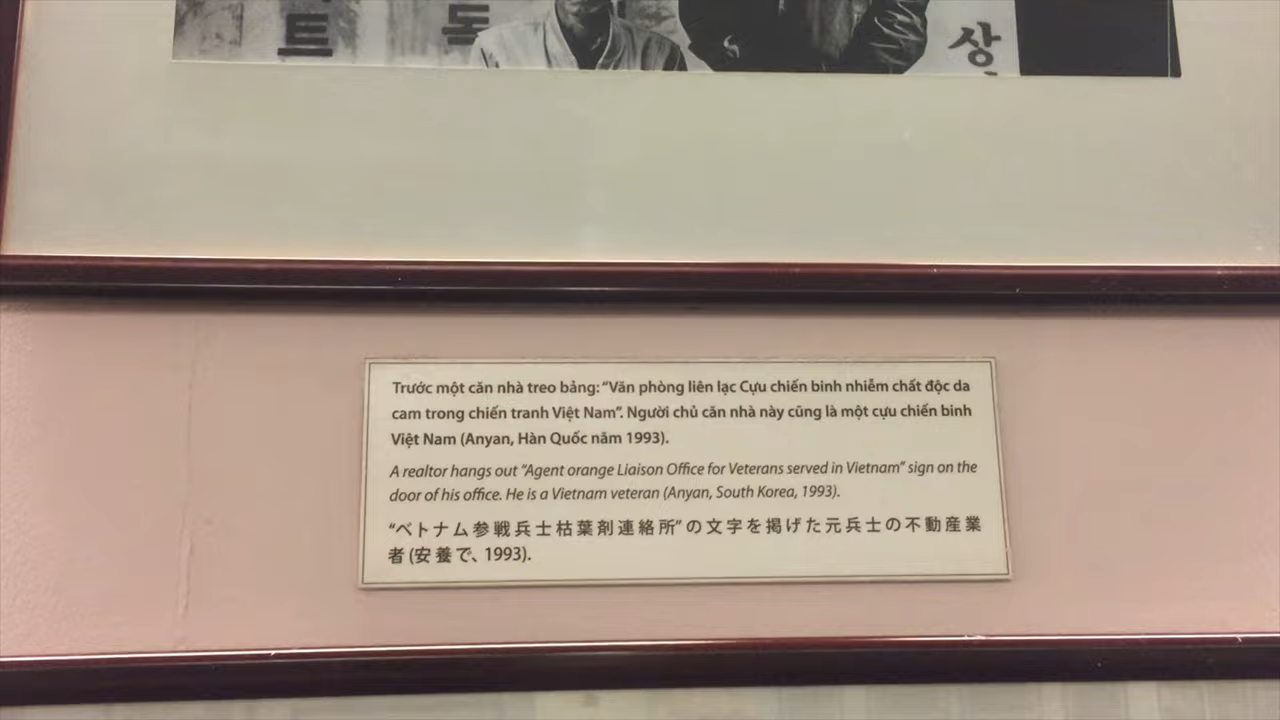 트
독
상
Trước một căn nhà treo bảng: “Văn phòng liên lạc Cựu chiến binh nhiễm chất độc da
cam trong chiến tranh Việt Nam”. Người chủ căn nhà này cũng là một cựu chiến binh
Việt Nam (Anyan, Hàn Quốc năm 1993).
A realtor hangs out “Agent orange Liaison Office for Veterans served in Vietnam” sign on the
door of his office. He is a Vietnam veteran (Anyan, South Korea, 1993).
“ベトナム参戦兵士枯葉剤連絡所”の文字を掲げた元兵士の不動産業
者 (安養で、1993).